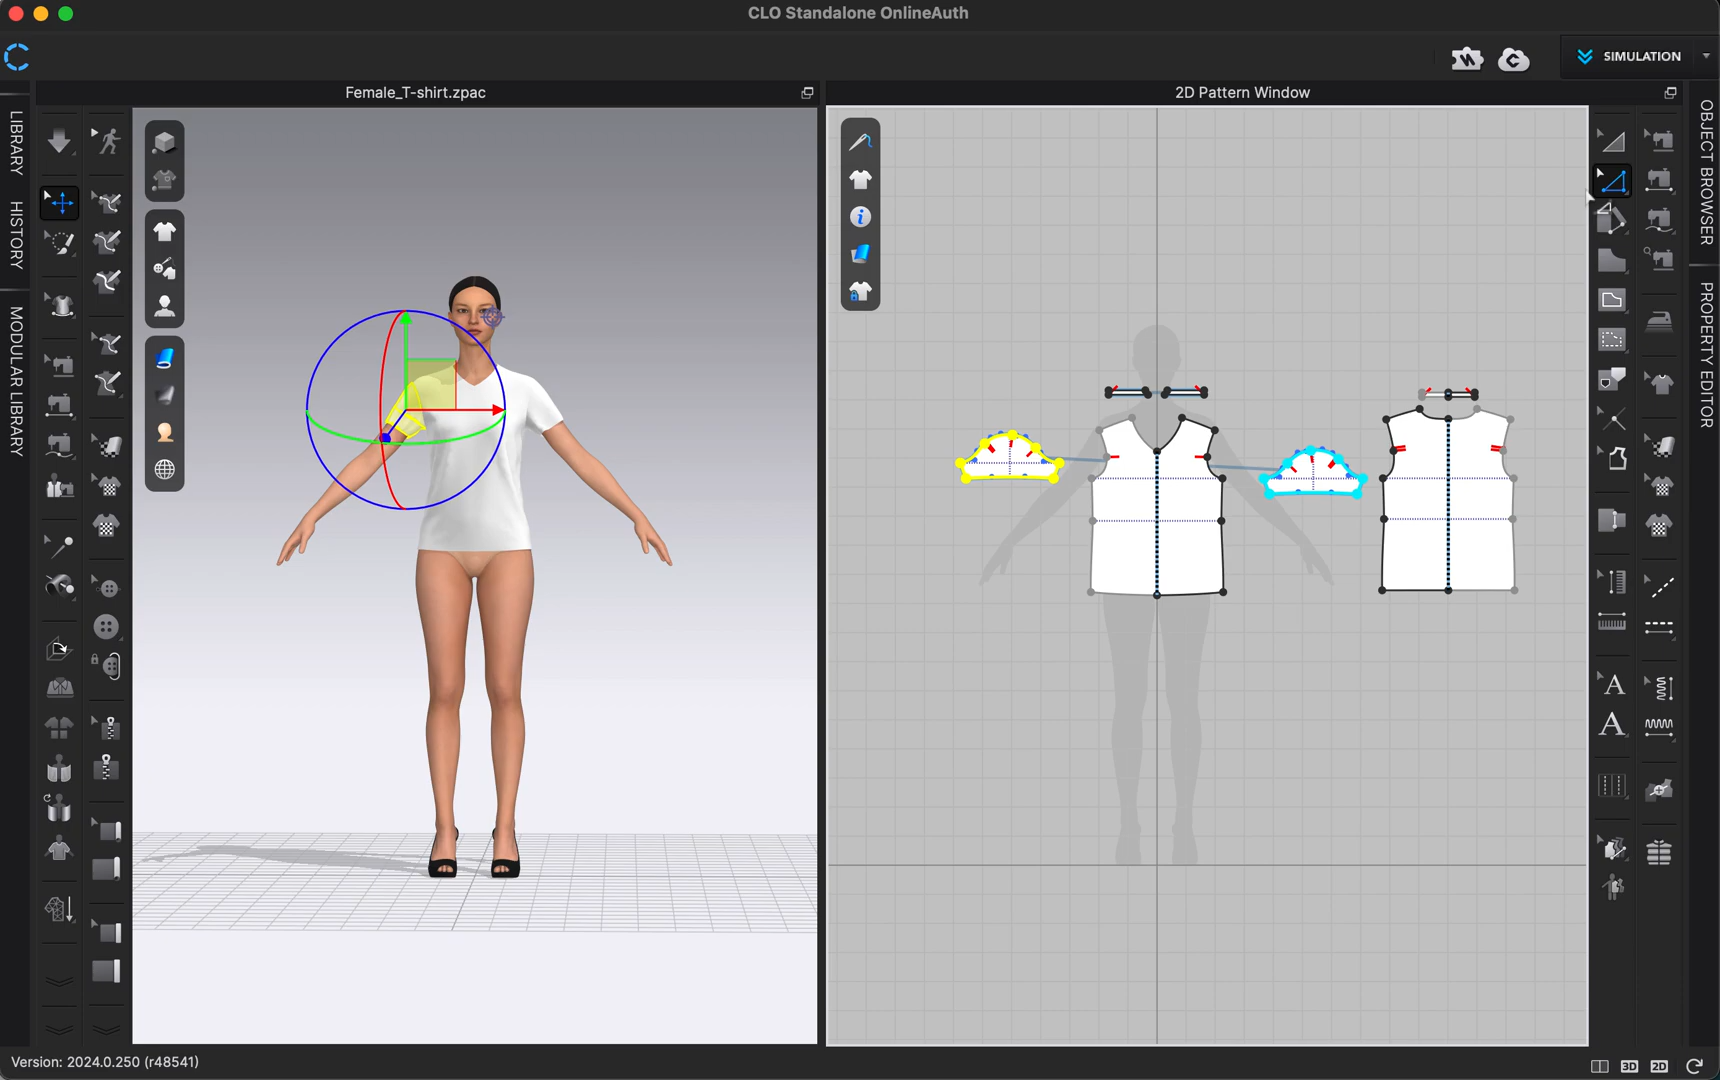 CLO Standalone OnlineAuth
SIMULATION
Female_T-shirt.zpac
2D Pattern Window
LIBRARY
HISTORY
MODULAR LIBRARY
OBJECT BROWSER
PROPERTY EDITOR
A
A
Version: 2024.0.250 (r48541)
3D
2D